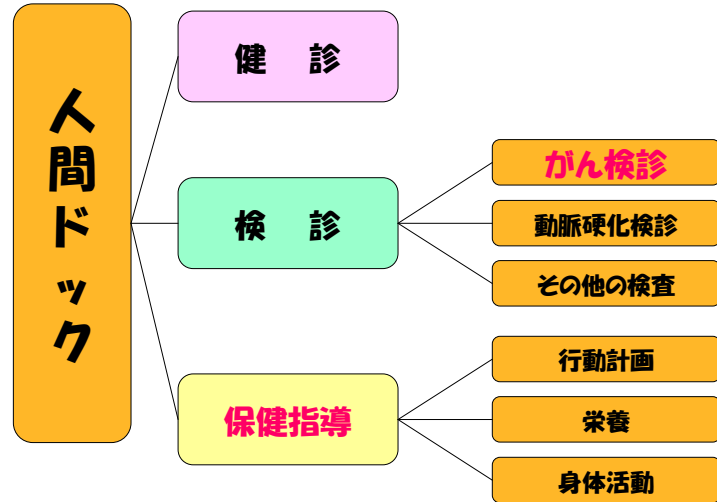 人間ドック
健 診
検 診
がん検診
動脈硬化検診
その他の検査
保健指導
行動計画
栄養
身体活動